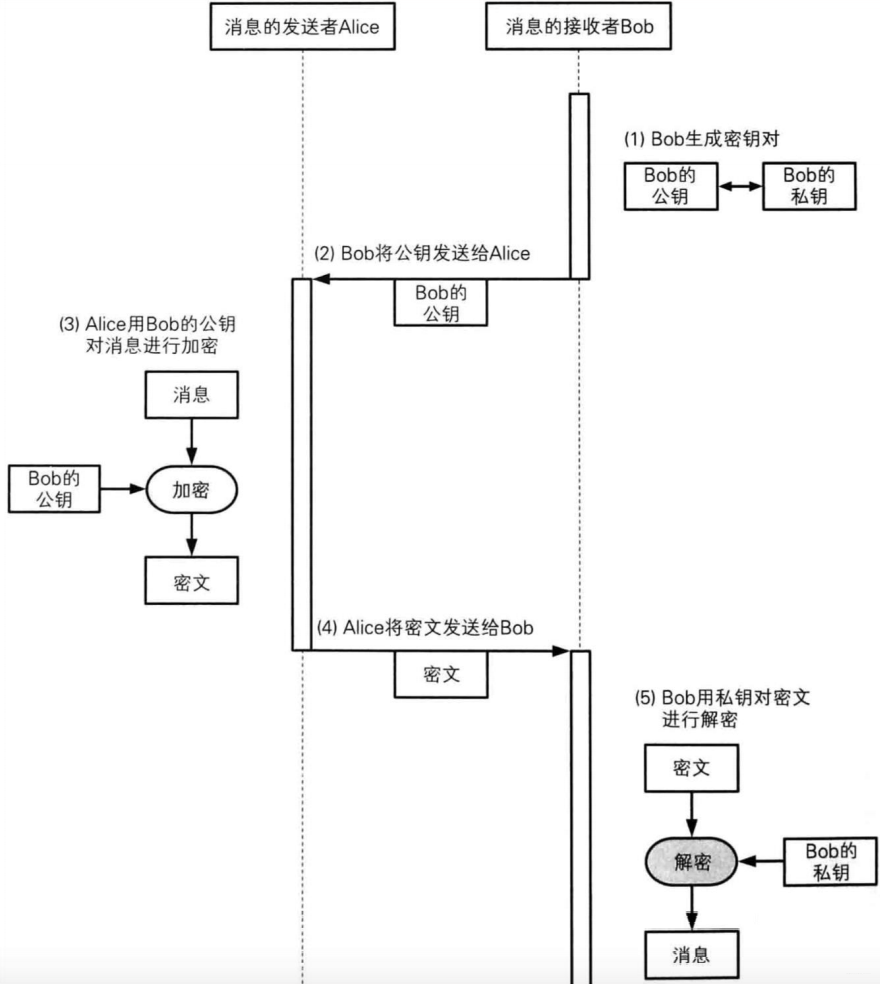 消息的发送者Alice
消息的接收者Bob
(1) Bob生成密钥对
Bob的
公钥
Bob的
私钥
(2) Bob将公钥发送给Alice
Bob的
公钥
(3) Alice用Bob的公钥
对消息进行加密
消息
Bob的
公钥
加密
密文
(4) Alice将密文发送给Bob
密文
(5) Bob用私钥对密文
进行解密
密文
解密
Bob的
私钥
消息